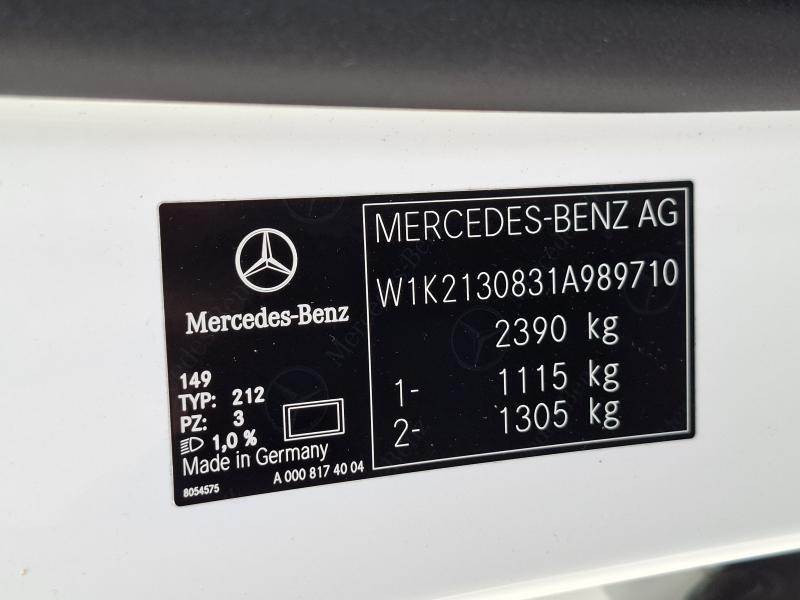 Mercedes-Benz
149
TYP: 212
PZ: 3
1,0 %
Made in Germany
8054575
A 000 817 40 04
MERCEDES-BENZ AG
W1K2130831A989710
2390 kg
1- 1115 kg
2- 1305 kg